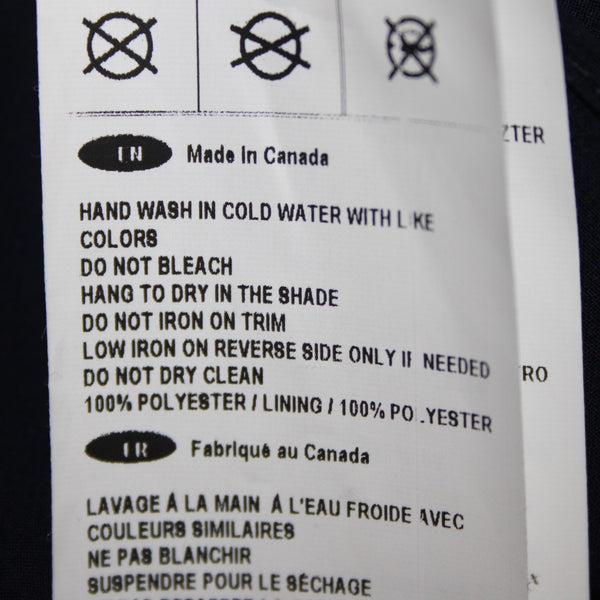 EN Made In Canada
HAND WASH IN COLD WATER WITH LIKE
COLORS
DO NOT BLEACH
HANG TO DRY IN THE SHADE
DO NOT IRON ON TRIM
LOW IRON ON REVERSE SIDE ONLY IF NEEDED
DO NOT DRY CLEAN
100% POLYESTER / LINING / 100% POLYESTER
FR Fabriqué au Canada
LAVAGE Á LA MAIN Á L'EAU FROIDE AVEC
COULEURS SIMILAIRES
NE PAS BLANCHIR
SUSPENDRE POUR LE SÉCHAGE
ZTER
RO